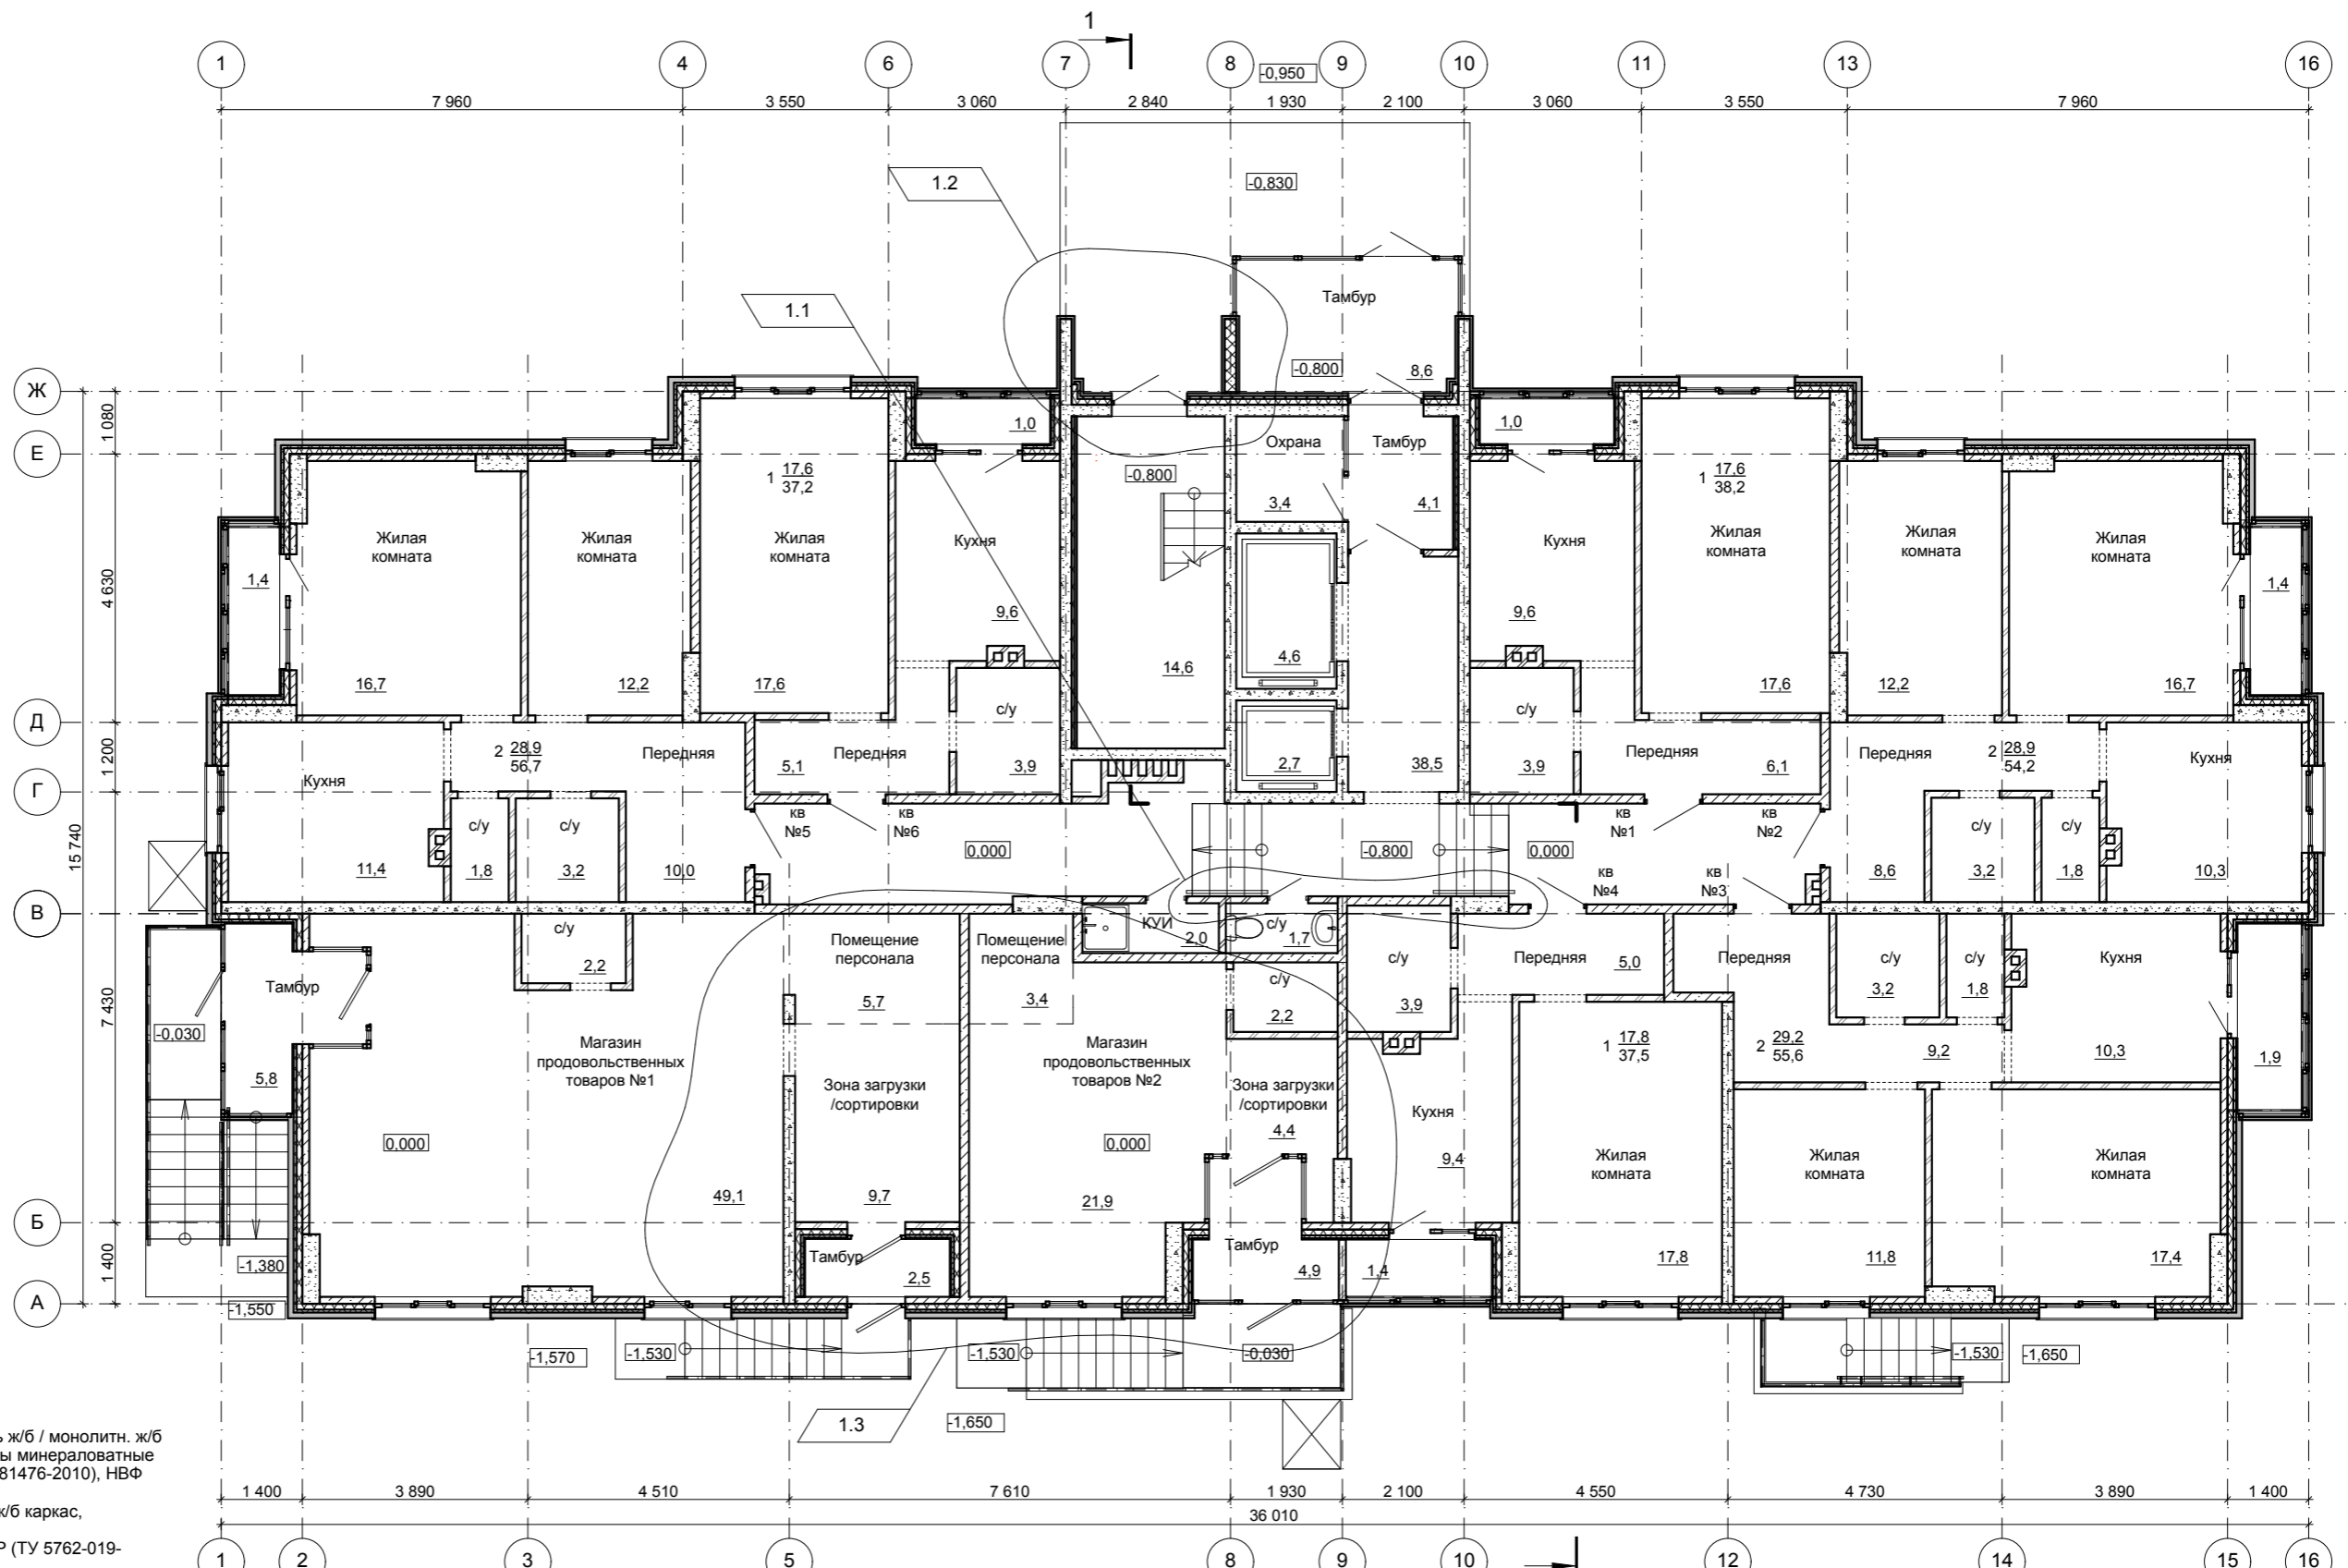 1
1 4 6 7 8 -0,950 9 10 11 13 16
7 960 3 550 3 060 2 840 1 930 2 100 3 060 3 550 7 960
1.2
-0,830
1.1
Тамбур
-0,800
8,6
Ж
1 080
Е
1,0
1,0
Охрана
Тамбур
-0,800
1 17,6
37,2
1 17,6
38,2
3,4
4,1
Жилая
комната
Жилая
комната
Жилая
комната
Кухня
Кухня
Жилая
комната
Жилая
комната
Жилая
комната
4 630
1,4
1,4
9,6
9,6
16,7
12,2
17,6
14,6
4,6
17,6
12,2
16,7
Д
с/у
с/у
1 200
Кухня
2 28,9
56,7
Передняя
Передняя
5,1
3,9
2,7
38,5
3,9
Передняя
6,1
Передняя
2 28,9
54,2
Кухня
Г
15 740
с/у
с/у
кв
№5
кв
№6
кв
№1
кв
№2
с/у
с/у
0,000
-0,800
0,000
11,4
1,8
3,2
10,0
кв
№4
кв
№3
8,6
3,2
1,8
10,3
В
с/у
КУИ
2,0
с/у
1,7
Помещение
персонала
Помещение
персонала
2,2
5,7
3,4
с/у
2,2
с/у
3,9
Передняя
5,0
Передняя
с/у
3,2
с/у
1,8
Кухня
Тамбур
7 430
-0,030
5,8
Магазин
продовольственных
товаров №1
Магазин
продовольственных
товаров №2
1 17,8
37,5
2 29,2
55,6
9,2
10,3
1,9
Зона загрузки
/сортировки
Зона загрузки
/сортировки
4,4
Кухня
9,4
0,000
0,000
Жилая
комната
Жилая
комната
Жилая
комната
49,1
9,7
21,9
Б
Тамбур
2,5
Тамбур
4,9
1,4
17,8
11,8
17,4
1 400
-1,380
А
-1,550
-1,570
-1,530
-1,530
-0,030
-1,530
-1,650
1.3
-1,650
ж/б / монолитн. ж/б
ы минераловатные
81476-2010), НВФ
ж/б каркас,
Р (ТУ 5762-019-
1 400 3 890 4 510 7 610 1 930 2 100 4 550 4 730 3 890 1 400
36 010
1 2 3 5 8 9 10 12 14 15 16